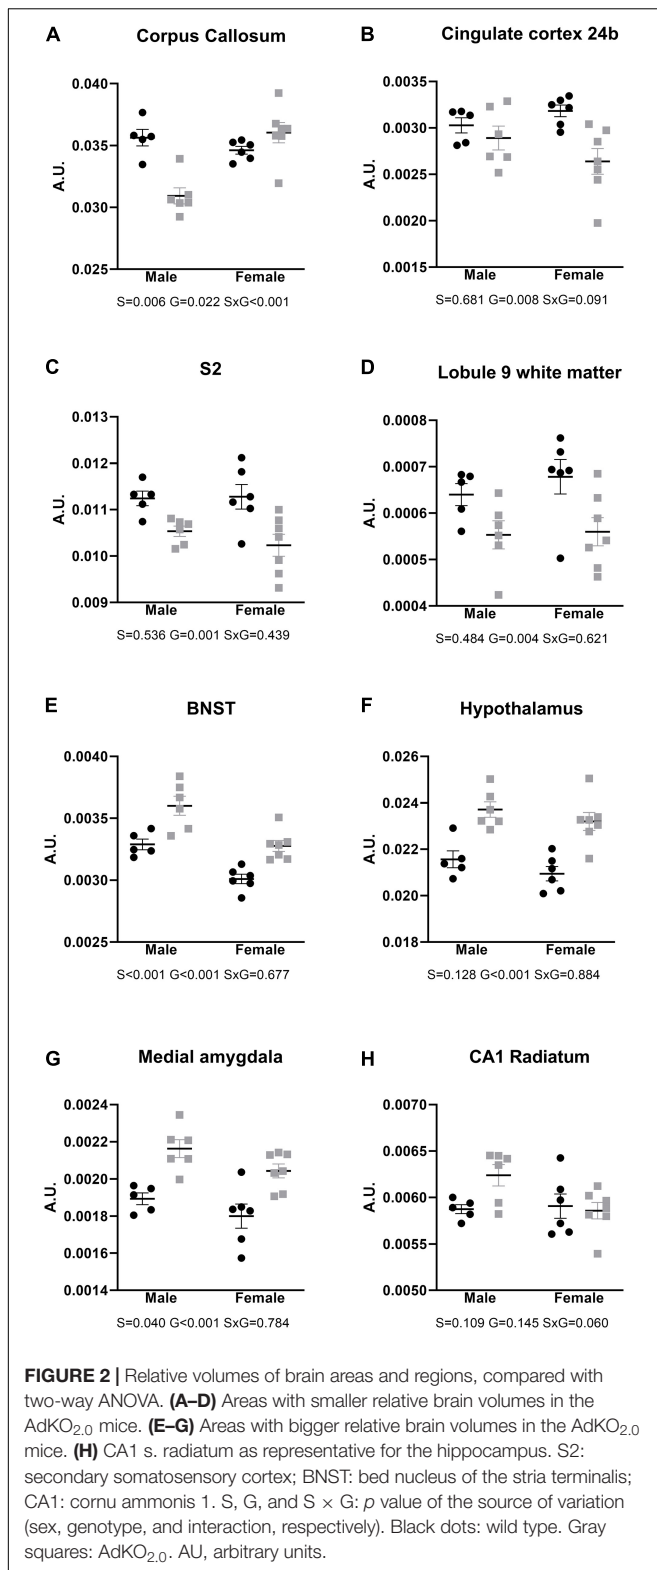 A
Corpus Callosum
0.040
0.035
0.030
0.025
A.U.
Male
Female
S=0.006 G=0.022 SxG<0.001
B
Cingulate cortex 24b
0.0035
0.0030
0.0025
0.0020
0.0015
A.U.
Male
Female
S=0.681 G=0.008 SxG=0.091
C
S2
0.013
0.012
0.011
0.010
0.009
A.U.
Male
Female
S=0.536 G=0.001 SxG=0.439
D
Lobule 9 white matter
0.0008
0.0007
0.0006
0.0005
0.0004
A.U.
Male
Female
S=0.484 G=0.004 SxG=0.621
E
BNST
0.0040
0.0035
0.0030
0.0025
A.U.
Male
Female
S<0.001 G<0.001 SxG=0.677
F
Hypothalamus
0.026
0.024
0.022
0.020
0.018
A.U.
Male
Female
S=0.128 G<0.001 SxG=0.884
G
Medial amygdala
0.0024
0.0022
0.0020
0.0018
0.0016
0.0014
A.U.
Male
Female
S=0.040 G<0.001 SxG=0.784
H
CA1 Radiatum
0.0070
0.0065
0.0060
0.0055
0.0050
A.U.
Male
Female
S=0.109 G=0.145 SxG=0.060
FIGURE 2 | Relative volumes of brain areas and regions, compared with
two-way ANOVA. (A–D) Areas with smaller relative brain volumes in the
AdKO2.0 mice. (E–G) Areas with bigger relative brain volumes in the AdKO2.0
mice. (H) CA1 s. radiatum as representative for the hippocampus. S2:
secondary somatosensory cortex; BNST: bed nucleus of the stria terminalis;
CA1: cornu ammonis 1. S, G, and S × G: p value of the source of variation
(sex, genotype, and interaction, respectively). Black dots: wild type. Gray
squares: AdKO2.0. AU, arbitrary units.